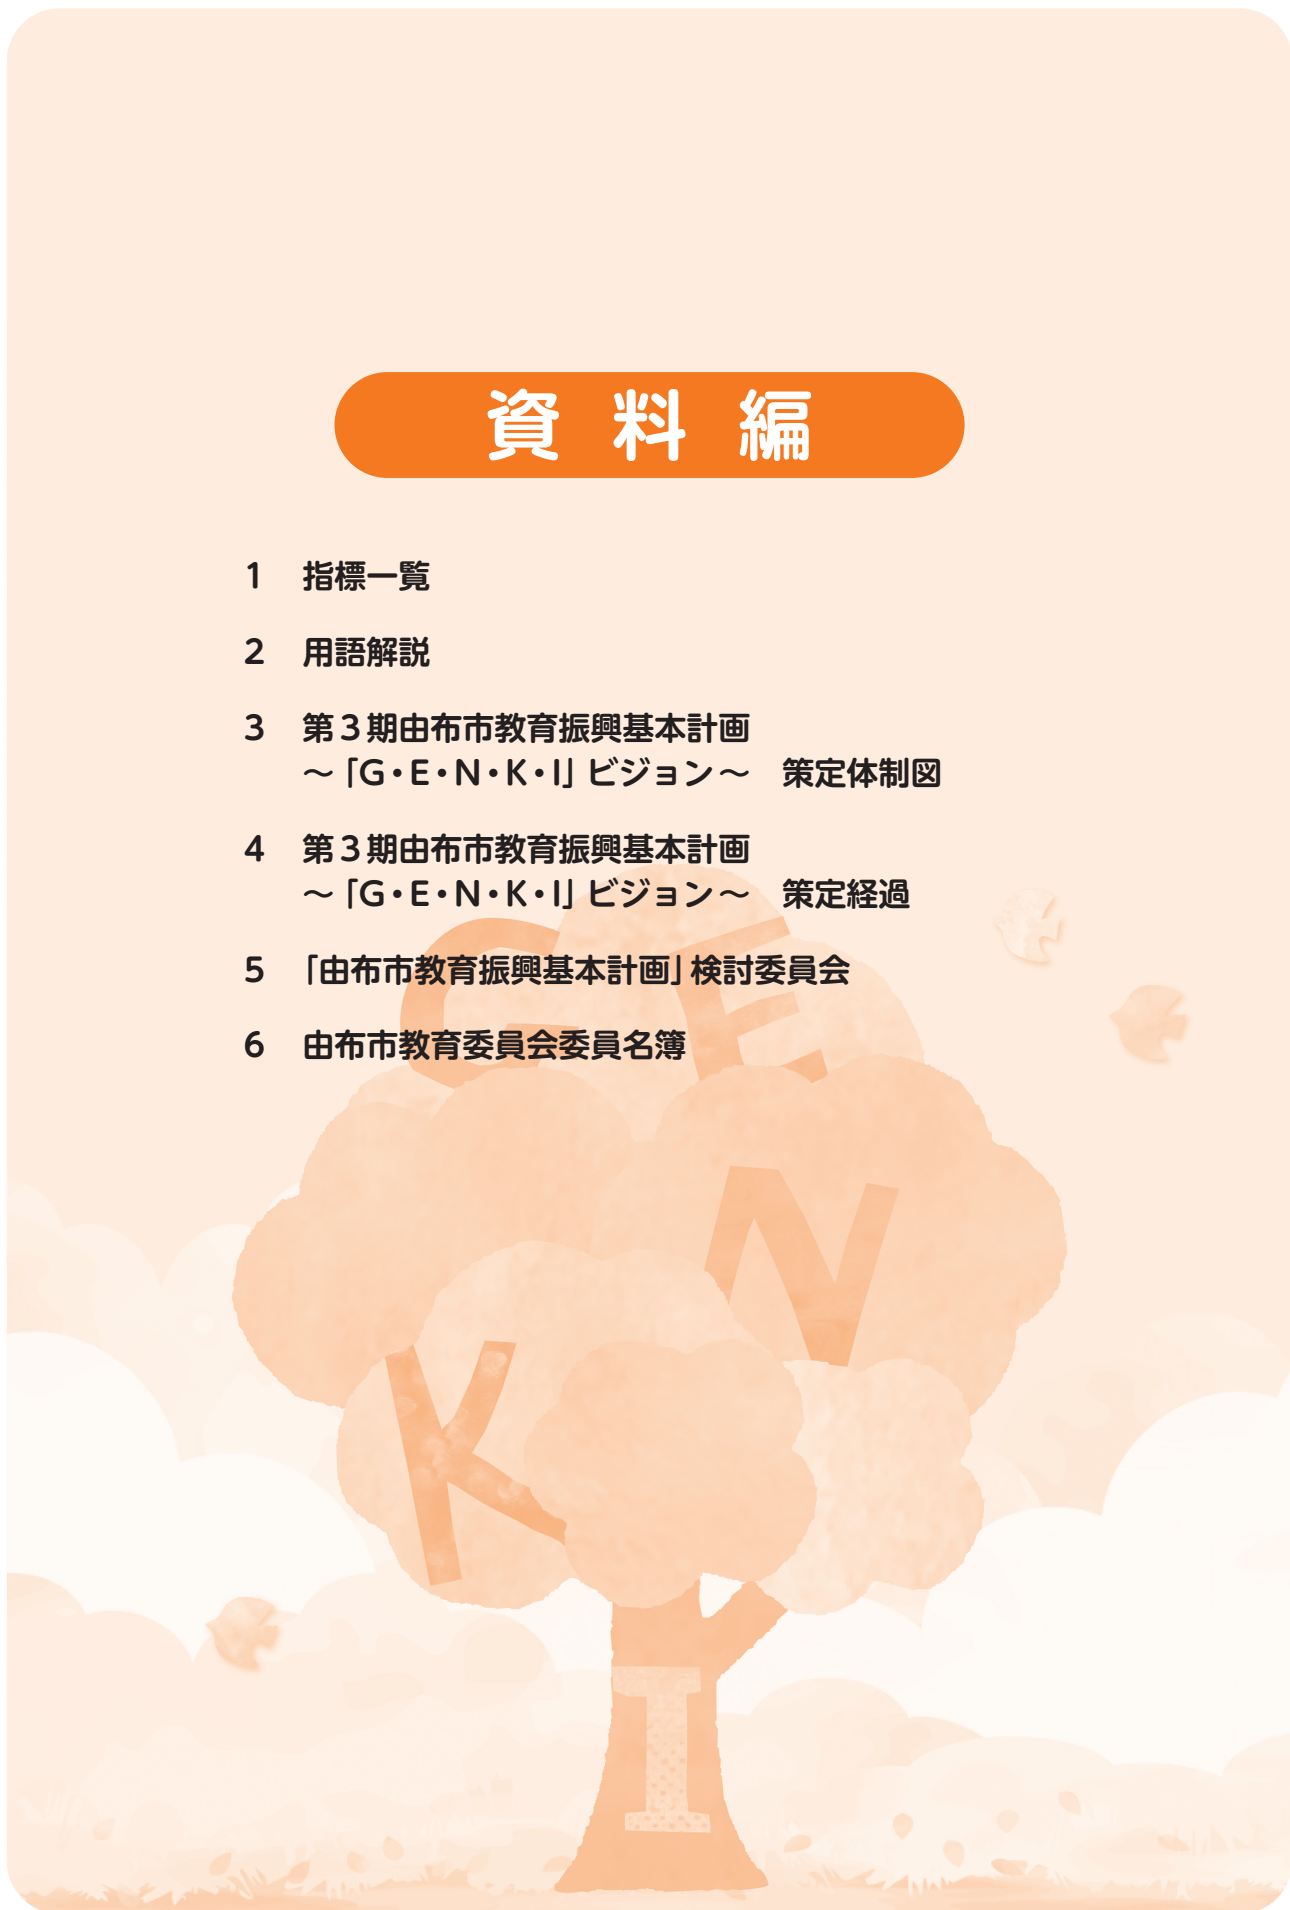 資料編
1 指標一覧
2 用語解説
3 第3期由布市教育振興基本計画
～「G・E・N・K・I」ビジョン～ 策定体制図
4 第3期由布市教育振興基本計画
～「G・E・N・K・I」ビジョン～ 策定経過
5 「由布市教育振興基本計画」検討委員会
6 由布市教育委員会委員名簿
G
E
N
K
I